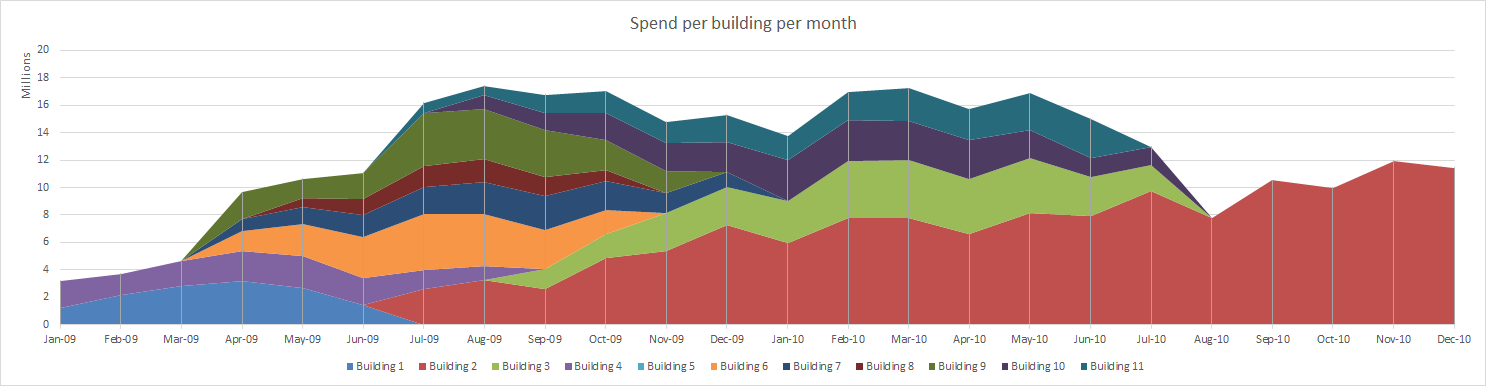 Spend per building per month
Millions
20
18
16
14
12
10
8
6
4
2
0
Jan-09 Feb-09 Mar-09 Apr-09 May-09 Jun-09 Jul-09 Aug-09 Sep-09 Oct-09 Nov-09 Dec-09 Jan-10 Feb-10 Mar-10 Apr-10 May-10 Jun-10 Jul-10 Aug-10 Sep-10 Oct-10 Nov-10 Dec-10
Building 1 Building 2 Building 3 Building 4 Building 5 Building 6 Building 7 Building 8 Building 9 Building 10 Building 11